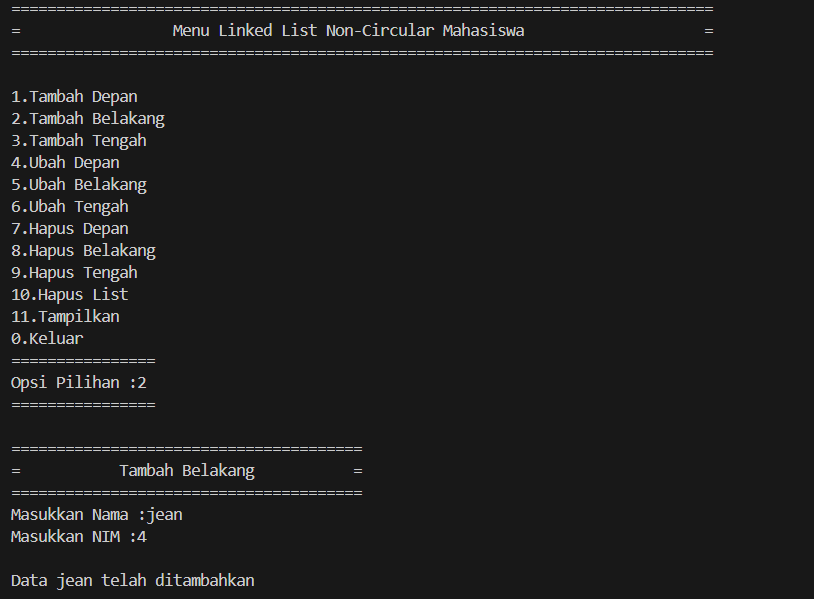 ==============================================================================
=                 Menu Linked List Non-Circular Mahasiswa                    =
==============================================================================
1.Tambah Depan
2.Tambah Belakang
3.Tambah Tengah
4.Ubah Depan
5.Ubah Belakang
6.Ubah Tengah
7.Hapus Depan
8.Hapus Belakang
9.Hapus Tengah
10.Hapus List
11.Tampilkan
0.Keluar
================
Opsi Pilihan :2
================
=======================================
=           Tambah Belakang           =
=======================================
Masukkan Nama :jean
Masukkan NIM :4
Data jean telah ditambahkan